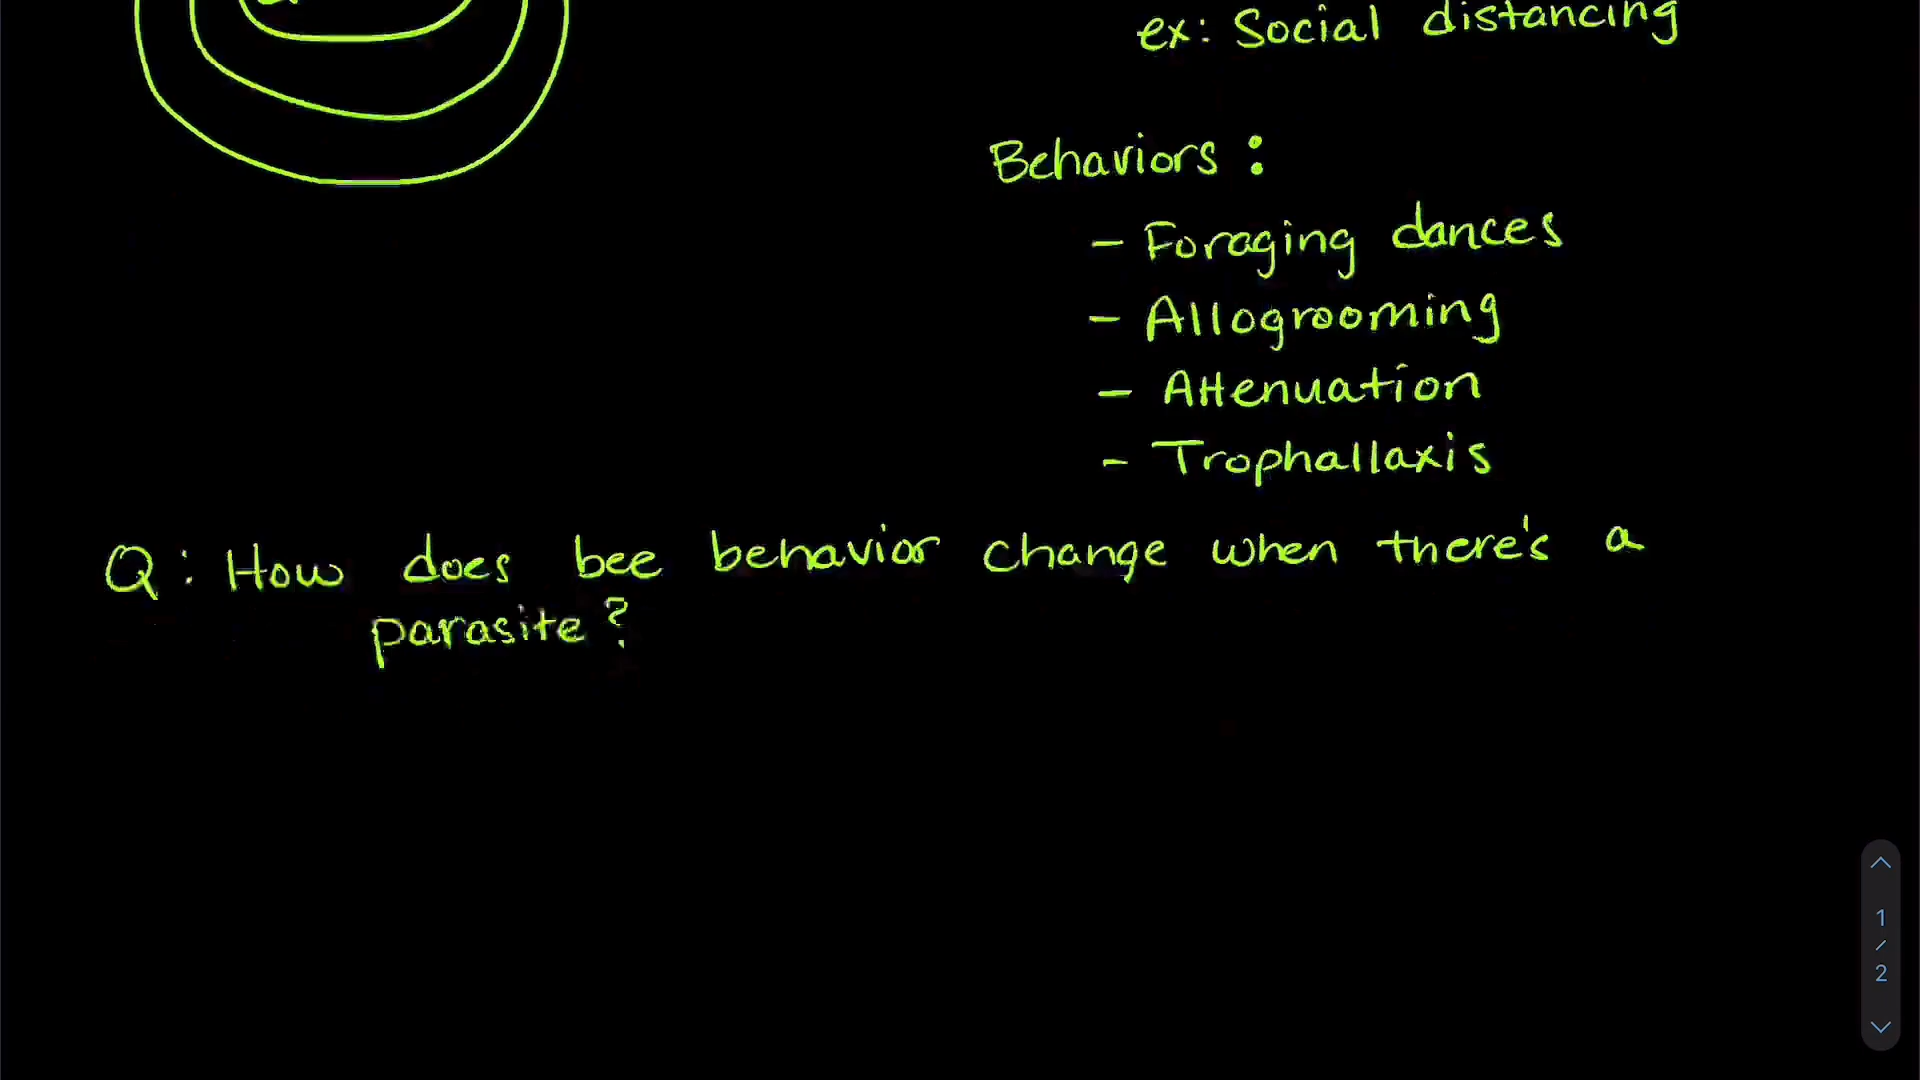 ex: Social distancing
Behaviors:
- Foraging dances
- Allogrooming
- Attenuation
- Trophallaxis
Q: How does bee behavior change when there's a
parasite?
1
/
2